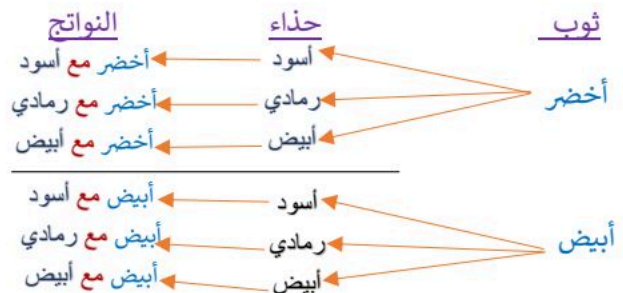 ثوب حذاء النواتج
أسود أخضر مع أسود
أخضر رمادي أخضر مع رمادي
أبيض أخضر مع أبيض
أسود أبيض مع أسود
أبيض رمادي أبيض مع رمادي
أبيض أبيض مع أبيض